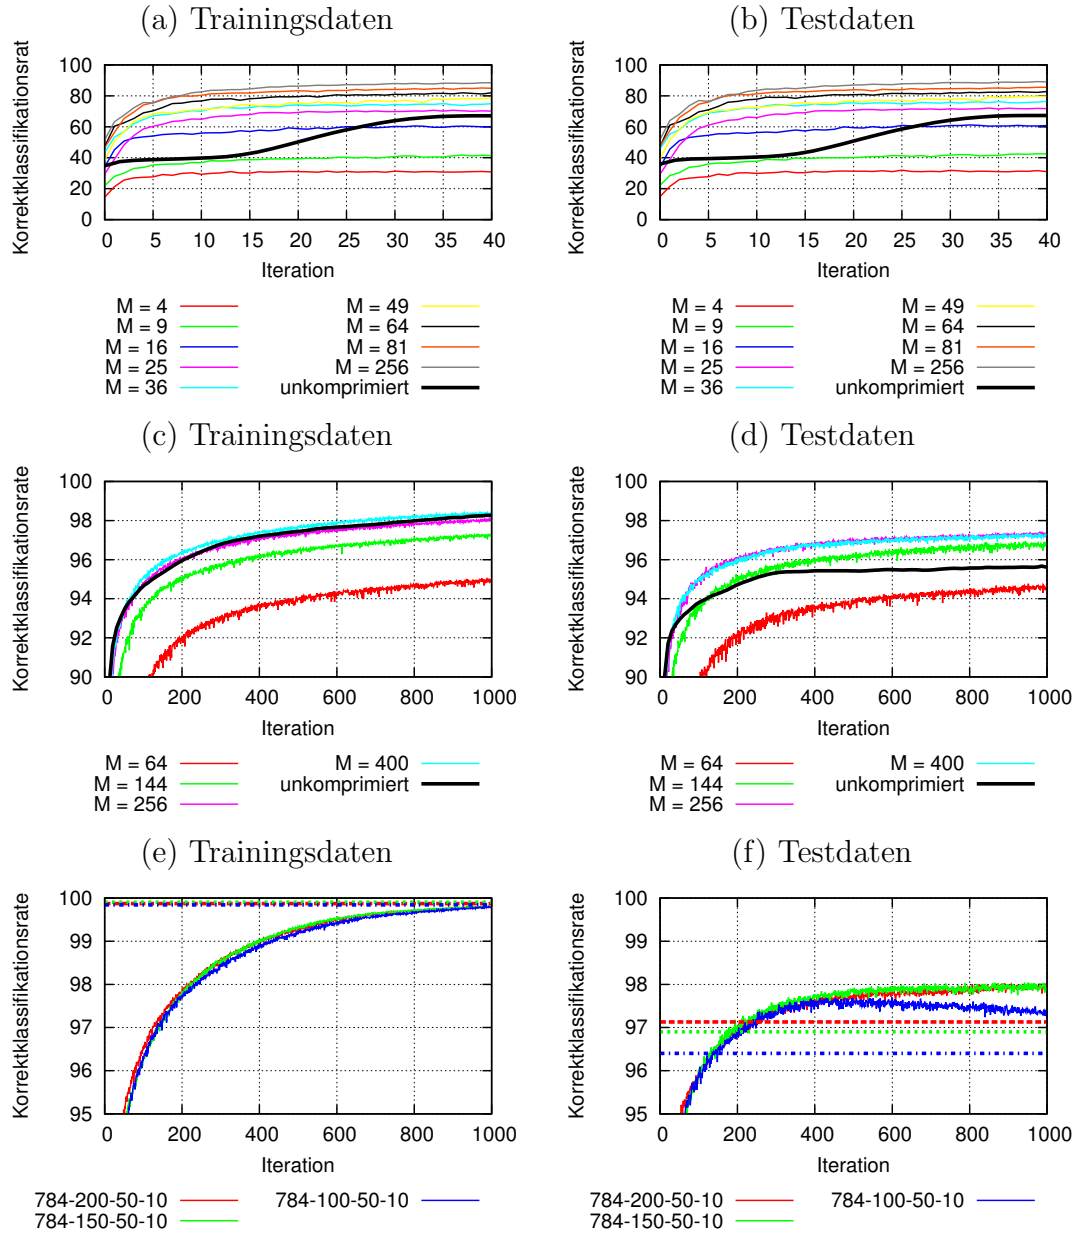 (a) Trainingsdaten
Korrektklassifikationsrat
100
80
60
40
20
0
0 5 10 15 20 25 30 35 40
Iteration
M = 4
M = 9
M = 16
M = 25
M = 36
M = 49
M = 64
M = 81
M = 256
unkomprimiert
(b) Testdaten
Korrektklassifikationsrat
100
80
60
40
20
0
0 5 10 15 20 25 30 35 40
Iteration
M = 4
M = 9
M = 16
M = 25
M = 36
M = 49
M = 64
M = 81
M = 256
unkomprimiert
(c) Trainingsdaten
Korrektklassifikationsrate
100
98
96
94
92
90
0 200 400 600 800 1000
Iteration
M = 64
M = 144
M = 256
M = 400
unkomprimiert
(d) Testdaten
Korrektklassifikationsrate
100
98
96
94
92
90
0 200 400 600 800 1000
Iteration
M = 64
M = 144
M = 256
M = 400
unkomprimiert
(e) Trainingsdaten
Korrektklassifikationsrate
100
99
98
97
96
95
0 200 400 600 800 1000
Iteration
784-200-50-10
784-150-50-10
784-100-50-10
(f) Testdaten
Korrektklassifikationsrate
100
99
98
97
96
95
0 200 400 600 800 1000
Iteration
784-200-50-10
784-150-50-10
784-100-50-10